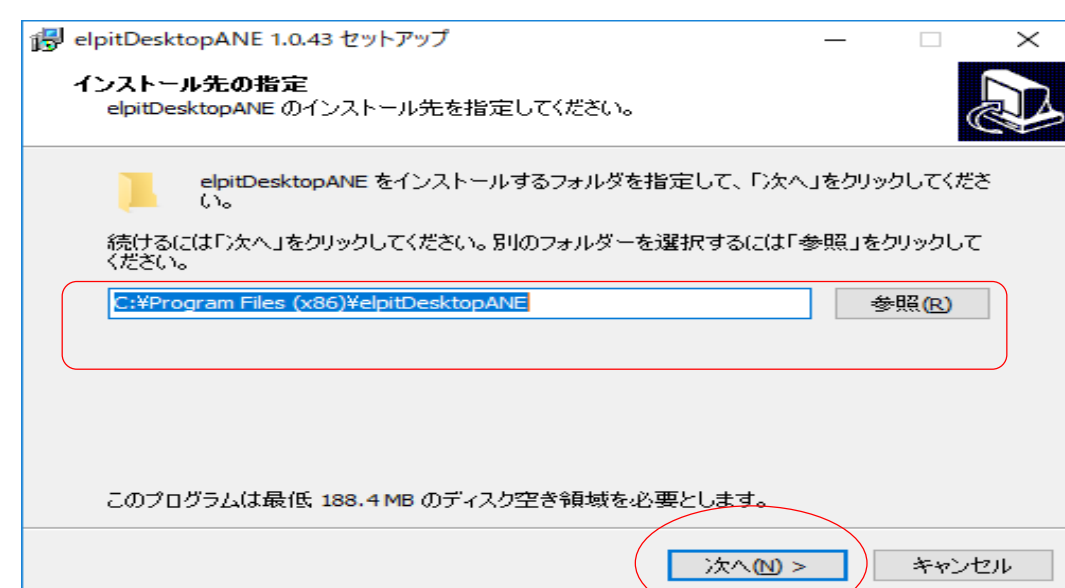 elpitDesktopANE 1.0.43 セットアップ
インストール先の指定
elpitDesktopANE のインストール先を指定してください。
elpitDesktopANE をインストールするフォルダを指定して、「次へ」をクリックしてくださ
い。
続けるには「次へ」をクリックしてください。別のフォルダーを選択するには「参照」をクリックして
ください。
C:¥Program Files (x86)¥elpitDesktopANE
参照(R)
このプログラムは最低 188.4 MB のディスク空き領域を必要とします。
次へ(N) >
キャンセル